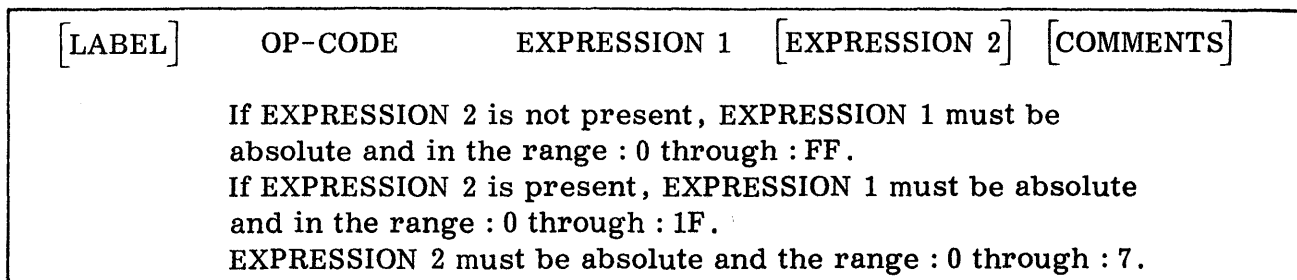 [LABEL] OP-CODE EXPRESSION 1 [EXPRESSION 2] [COMMENTS]
If EXPRESSION 2 is not present, EXPRESSION 1 must be
absolute and in the range : 0 through : FF.
If EXPRESSION 2 is present, EXPRESSION 1 must be absolute
and in the range : 0 through : 1F.
EXPRESSION 2 must be absolute and the range : 0 through : 7.